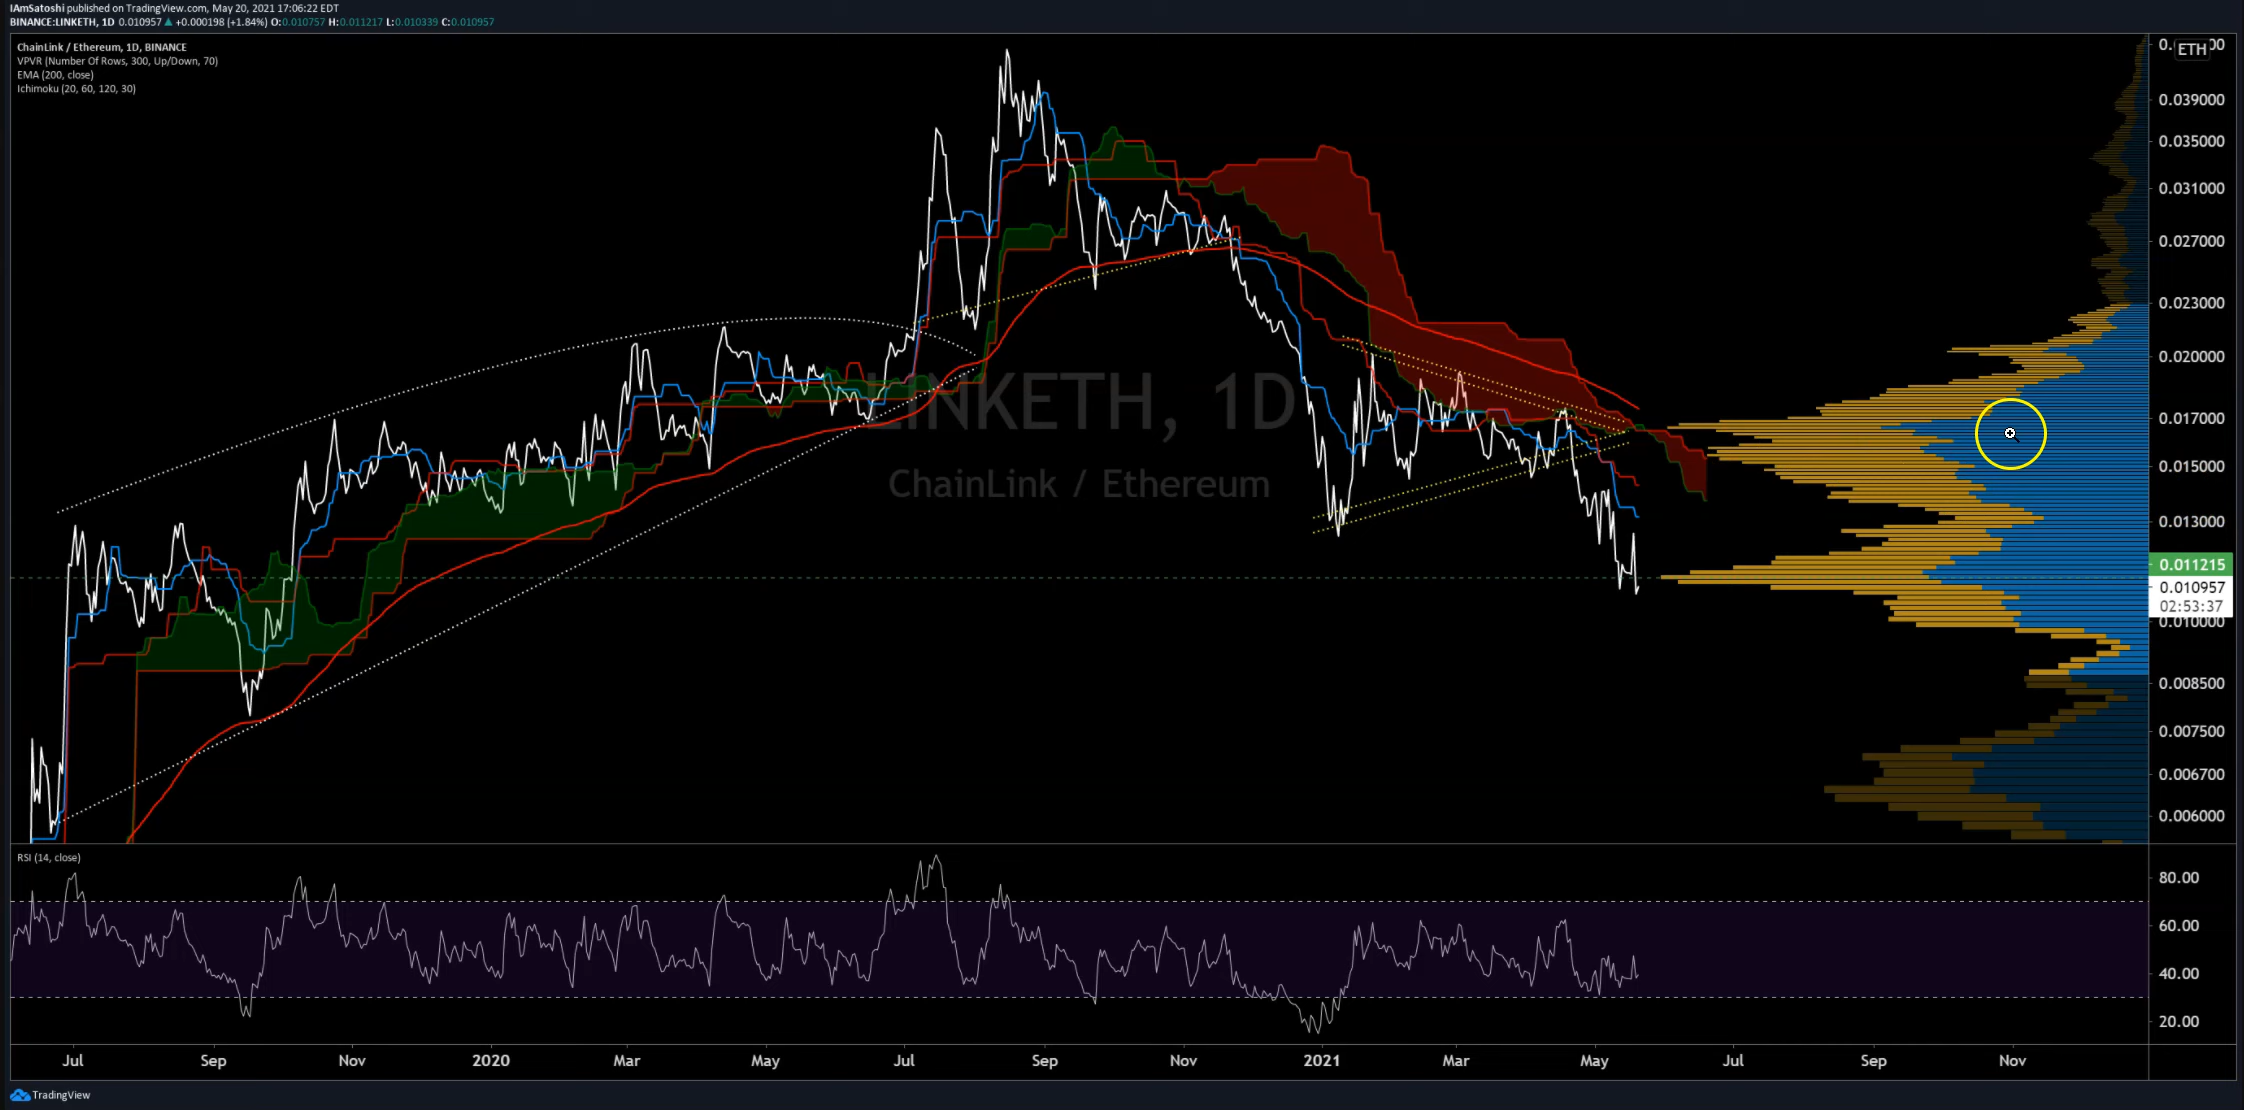 IAmSatoshi published on TradingView.com, May 20, 2021 17:06:22 EDT
BINANCE:LINKETH, 1D 0.010957 ▲ +0.000198 (+1.84%) O:0.010757 H:0.011217 L:0.010339 C:0.010957
ChainLink / Ethereum, 1D, BINANCE
VPVR (Number Of Rows, 300, Up/Down, 70)
EMA (200, close)
Ichimoku (20, 60, 120, 30)
ETH
0.039000
0.035000
0.031000
0.027000
0.023000
0.020000
0.017000
0.015000
0.013000
0.011215
0.010957
02:53:37
0.010000
0.008500
0.007500
0.006700
0.006000
LINKETH, 1D
ChainLink / Ethereum
RSI (14, close)
80.00
60.00
40.00
20.00
Jul Sep Nov 2020 Mar May Jul Sep Nov 2021 Mar May Jul Sep Nov
TradingView